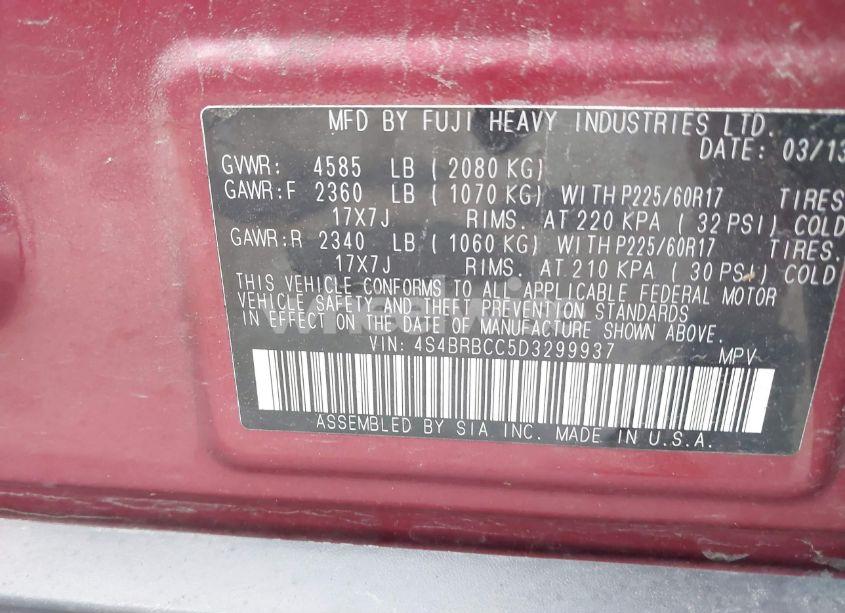 MFD BY FUJI HEAVY INDUSTRIES LTD.
DATE: 03/13
GVWR: 4585 LB ( 2080 KG)
GAWR:F 2360 LB ( 1070 KG) WITHP225/60R17 TIRES
17X7J RIMS. AT 220 KPA ( 32 PSI) COLD
GAWR:R 2340 LB ( 1060 KG) WITHP225/60R17 TIRES.
17X7J RIMS. AT 210 KPA ( 30 PSI) COLD
THIS VEHICLE CONFORMS TO ALL APPLICABLE FEDERAL MOTOR
VEHICLE SAFETY AND THEFT PREVENTION STANDARDS
IN EFFECT ON THE DATE OF MANUFACTURE SHOWN ABOVE.
VIN: 4S4BRBCC5D3299937 ~ MPV~
ASSEMBLED BY SIA INC. MADE IN U.S.A.